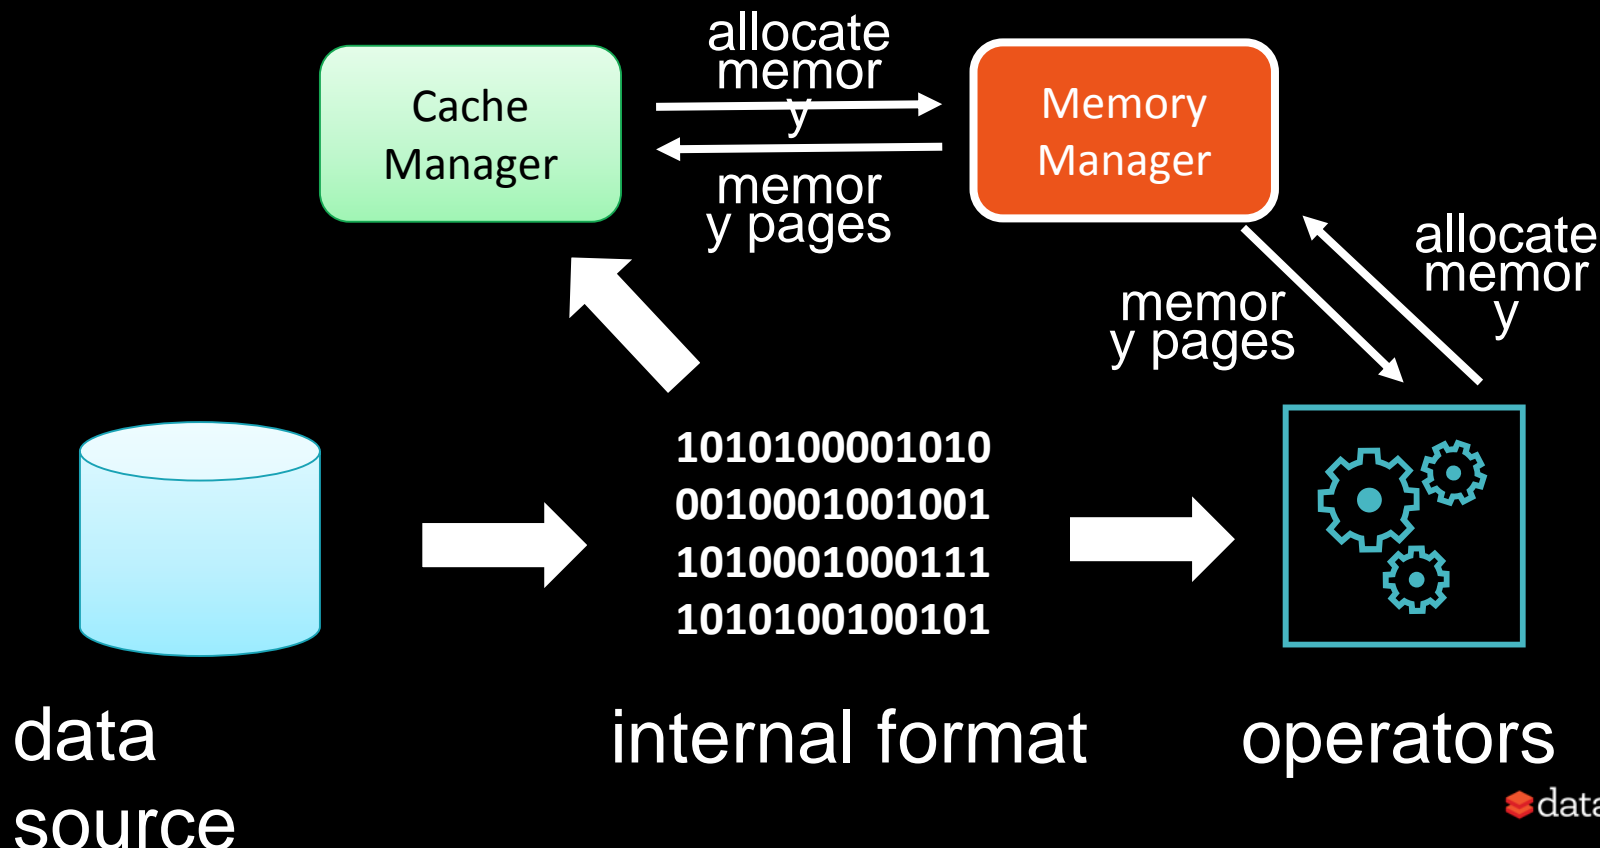 allocate
memor
y
Cache
Manager
Memory
Manager
memor
y pages
allocate
memor
y
memor
y pages
1010100001010
0010001001001
1010001000111
1010100100101
data
source
internal format
operators
data